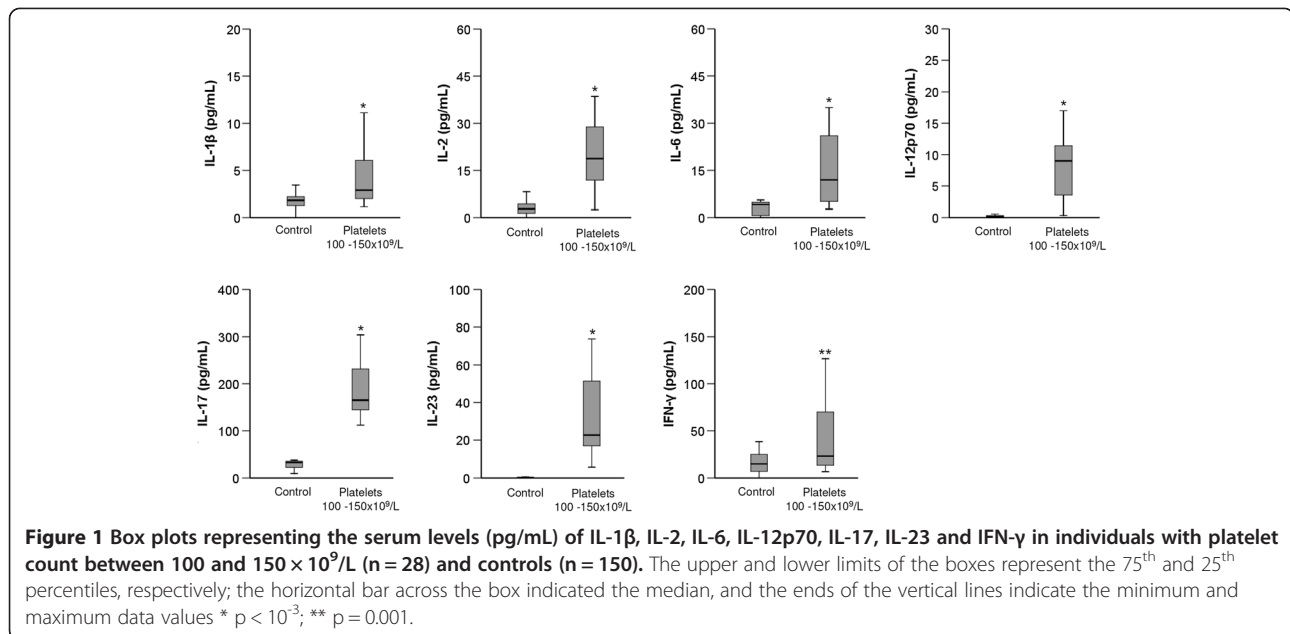 20
15
10
5
0
IL-1β (pg/mL)
*
Control
Platelets
100 -150x10⁹/L
60
45
30
15
0
IL-2 (pg/mL)
*
Control
Platelets
100 -150x10⁹/L
60
45
30
15
0
IL-6 (pg/mL)
*
Control
Platelets
100 -150x10⁹/L
30
25
20
15
10
5
0
IL-12p70 (pg/mL)
*
Control
Platelets
100 -150x10⁹/L
400
300
200
100
0
IL-17 (pg/mL)
*
Control
Platelets
100 -150x10⁹/L
100
80
60
40
20
0
IL-23 (pg/mL)
*
Control
Platelets
100 -150x10⁹/L
200
150
100
50
0
IFN-γ (pg/mL)
**
Control
Platelets
100 -150x10⁹/L
Figure 1 Box plots representing the serum levels (pg/mL) of IL-1β, IL-2, IL-6, IL-12p70, IL-17, IL-23 and IFN-γ in individuals with platelet
count between 100 and 150 × 10⁹/L (n = 28) and controls (n = 150). The upper and lower limits of the boxes represent the 75th and 25th
percentiles, respectively; the horizontal bar across the box indicated the median, and the ends of the vertical lines indicate the minimum and
maximum data values * p < 10⁻³; ** p = 0.001.